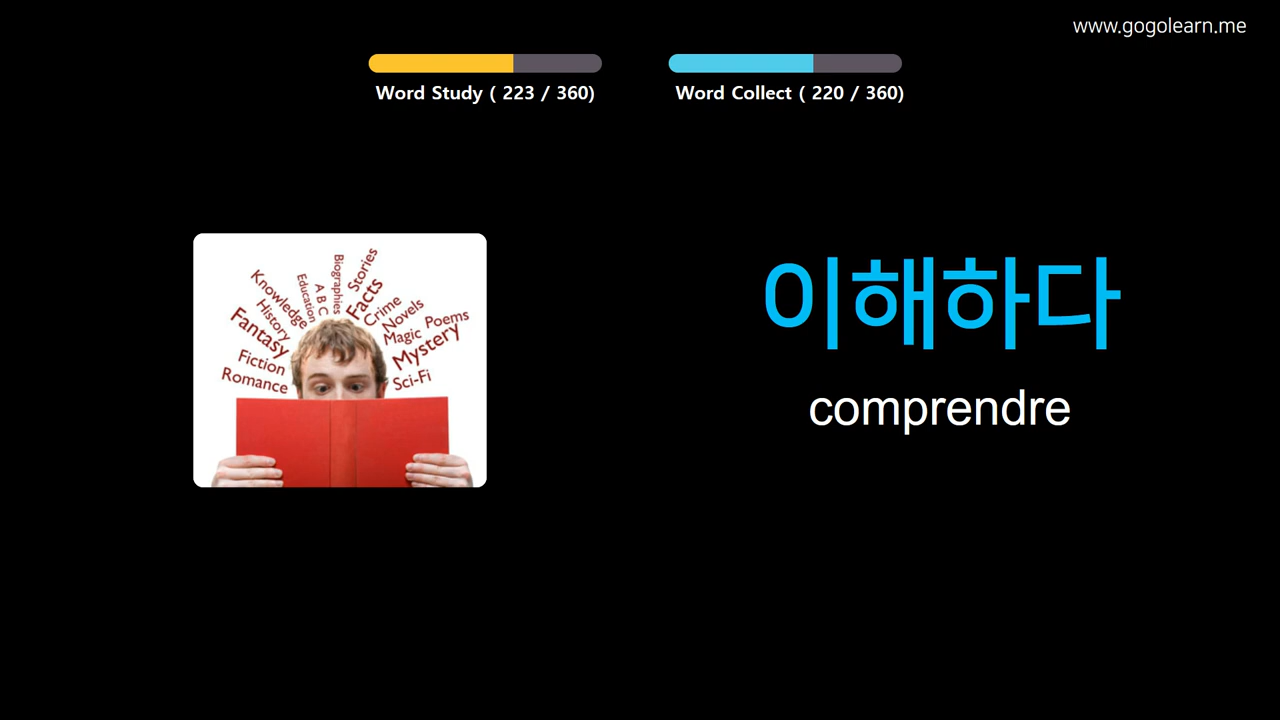 www.gogolearn.me
Word Study ( 223 / 360)
Word Collect ( 220 / 360)
Stories
Biographies
Facts
A B C
Education
Knowledge
History
Crime
Novels
Poems
Magic
Fantasy
Mystery
Fiction
Romance
Sci-Fi
이해하다
comprendre